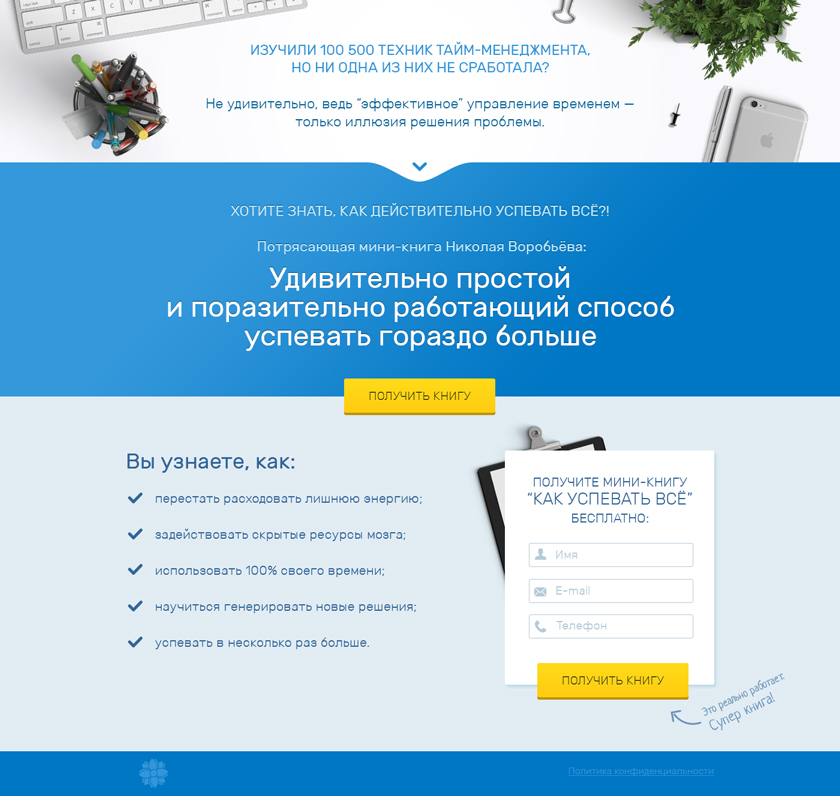 ИЗУЧИЛИ 100 500 ТЕХНИК ТАЙМ-МЕНЕДЖМЕНТА,
НО НИ ОДНА ИЗ НИХ НЕ СРАБОТАЛА?
Не удивительно, ведь “эффективное” управление временем —
только иллюзия решения проблемы.
ХОТИТЕ ЗНАТЬ, КАК ДЕЙСТВИТЕЛЬНО УСПЕВАТЬ ВСЁ?!
Потрясающая мини-книга Николая Воробьёва:
Удивительно простой
и поразительно работающий способ
успевать гораздо больше
ПОЛУЧИТЬ КНИГУ
Вы узнаете, как:
перестать расходовать лишнюю энергию;
задействовать скрытые ресурсы мозга;
использовать 100% своего времени;
научиться генерировать новые решения;
успевать в несколько раз больше.
ПОЛУЧИТЕ МИНИ-КНИГУ
“КАК УСПЕВАТЬ ВСЁ”
БЕСПЛАТНО:
Имя
E-mail
Телефон
ПОЛУЧИТЬ КНИГУ
Это реально работает.
Супер книга!
Политика конфиденциальности